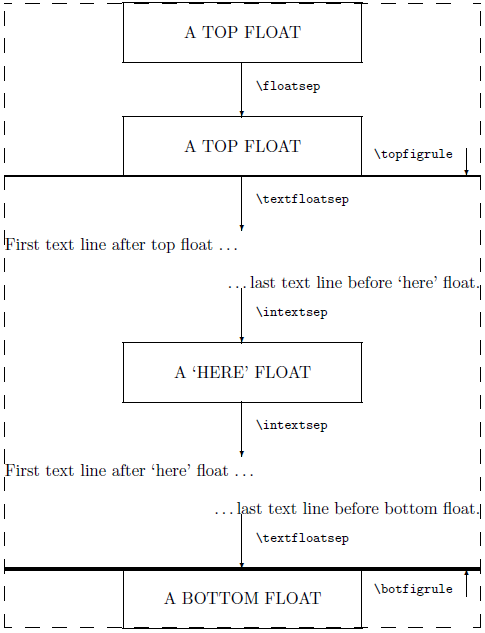 A TOP FLOAT
\floatsep
A TOP FLOAT
\topfigrule
\textfloatsep
First text line after top float …
…last text line before ‘here’ float.
\intextsep
A ‘HERE’ FLOAT
\intextsep
First text line after ‘here’ float …
…last text line before bottom float.
\textfloatsep
\botfigrule
A BOTTOM FLOAT